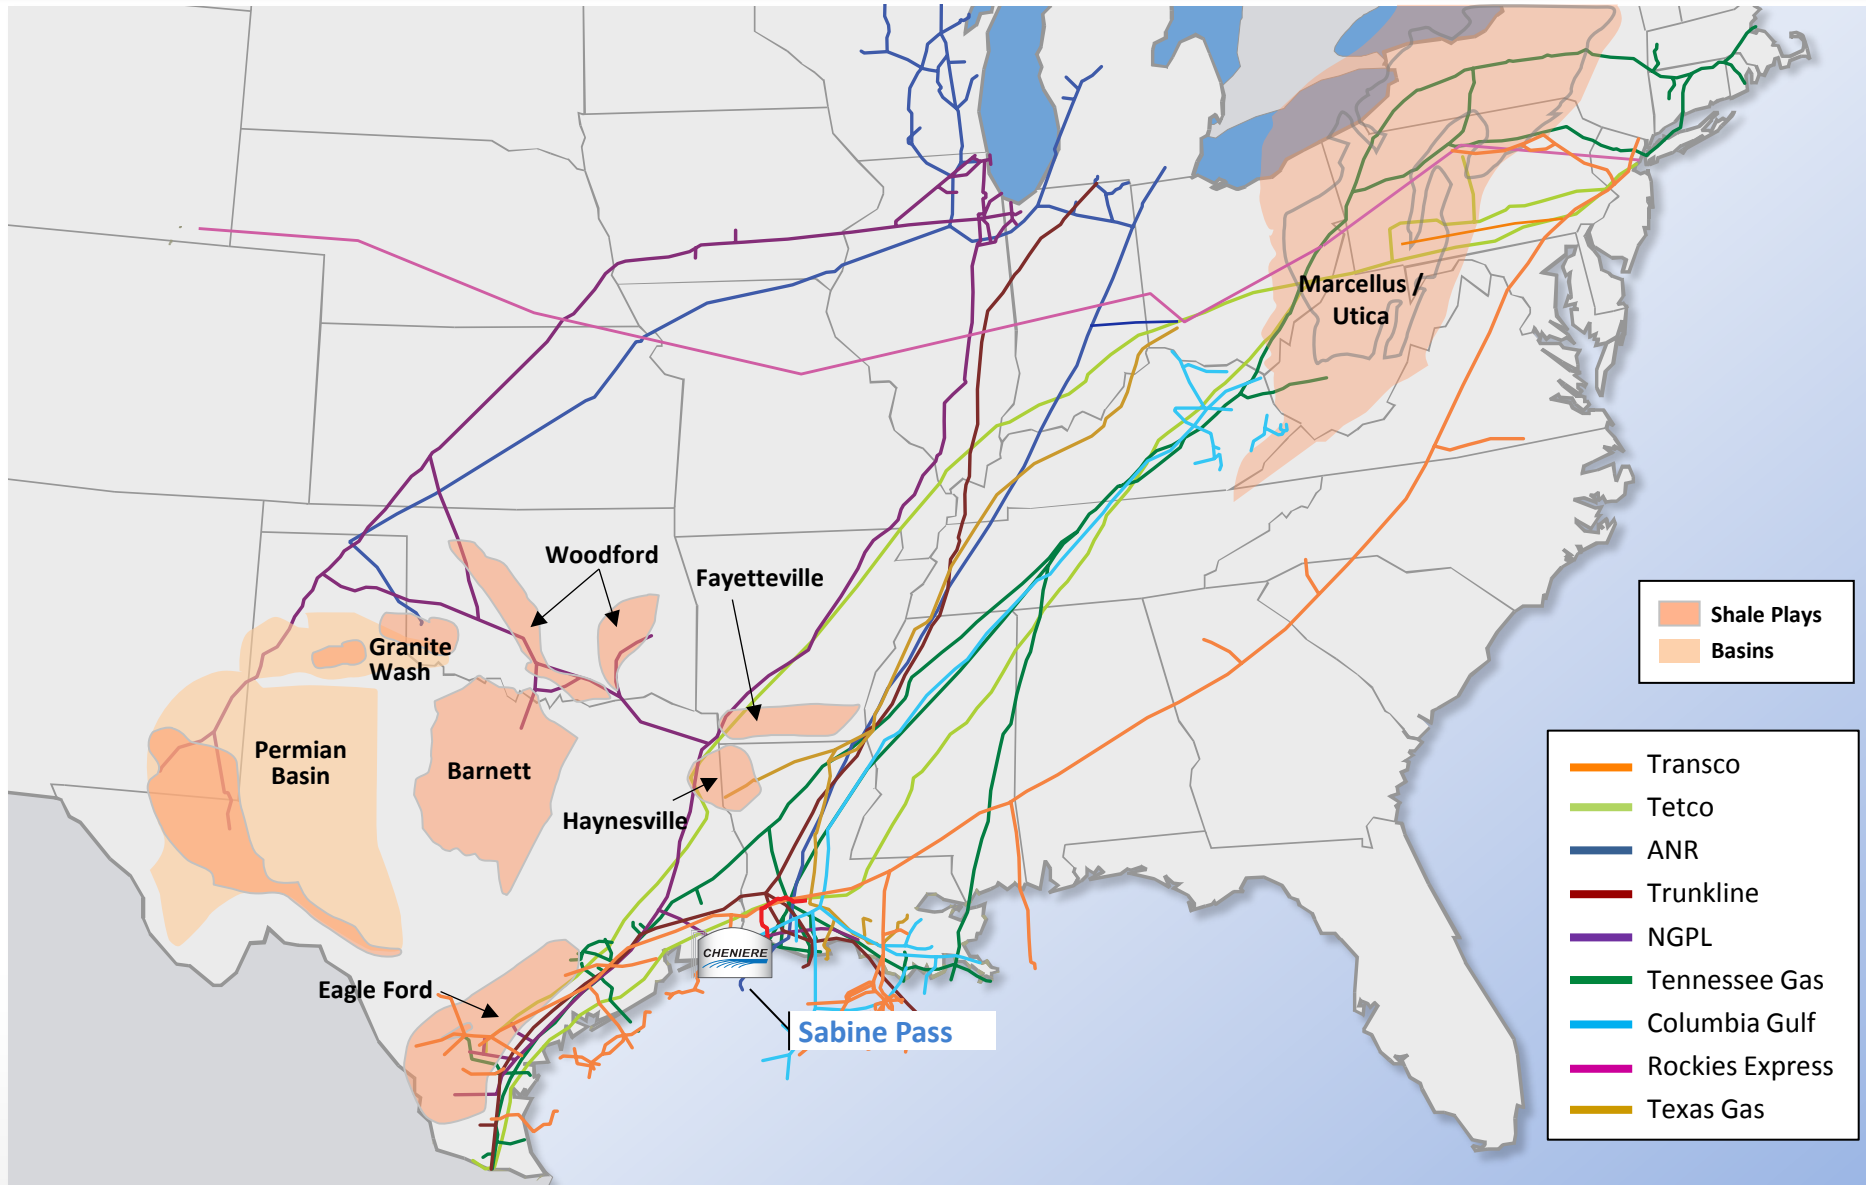 Marcellus /
Utica
Woodford
Fayetteville
Granite
Wash
Permian
Basin
Barnett
Haynesville
CHENIERE
Eagle Ford
Sabine Pass
Shale Plays
Basins
Transco
Tetco
ANR
Trunkline
NGPL
Tennessee Gas
Columbia Gulf
Rockies Express
Texas Gas